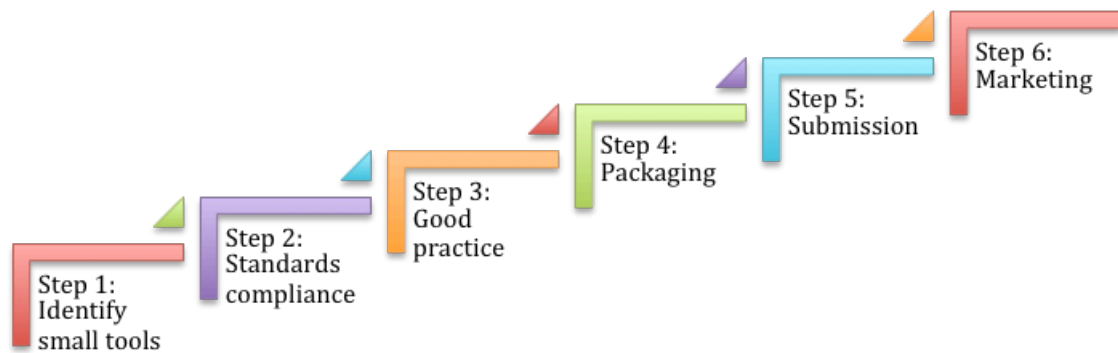 Step 1:
Identify
small tools
Step 2:
Standards
compliance
Step 3:
Good
practice
Step 4:
Packaging
Step 5:
Submission
Step 6:
Marketing